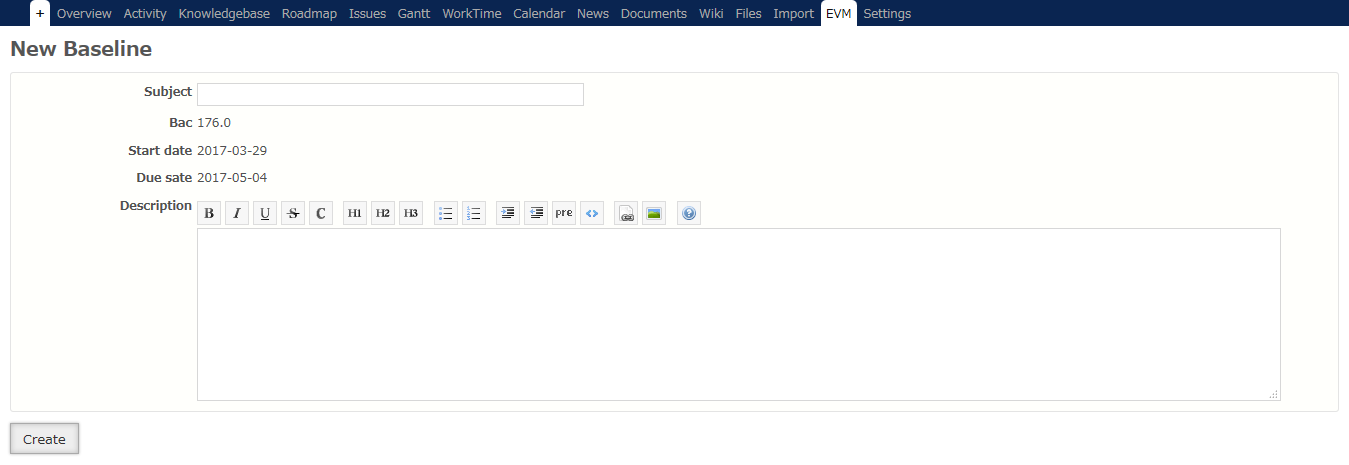 + Overview Activity Knowledgebase Roadmap Issues Gantt WorkTime Calendar News Documents Wiki Files Import EVM Settings
New Baseline
Subject
Bac 176.0
Start date 2017-03-29
Due sate 2017-05-04
Description B I U S C H1 H2 H3 pre <>
Create